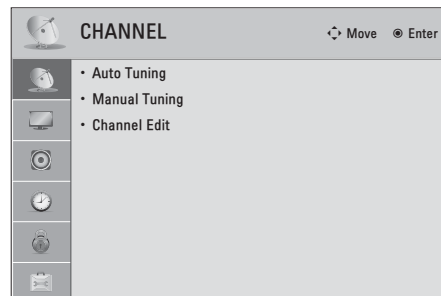 CHANNEL
Move Enter
• Auto Tuning
• Manual Tuning
• Channel Edit